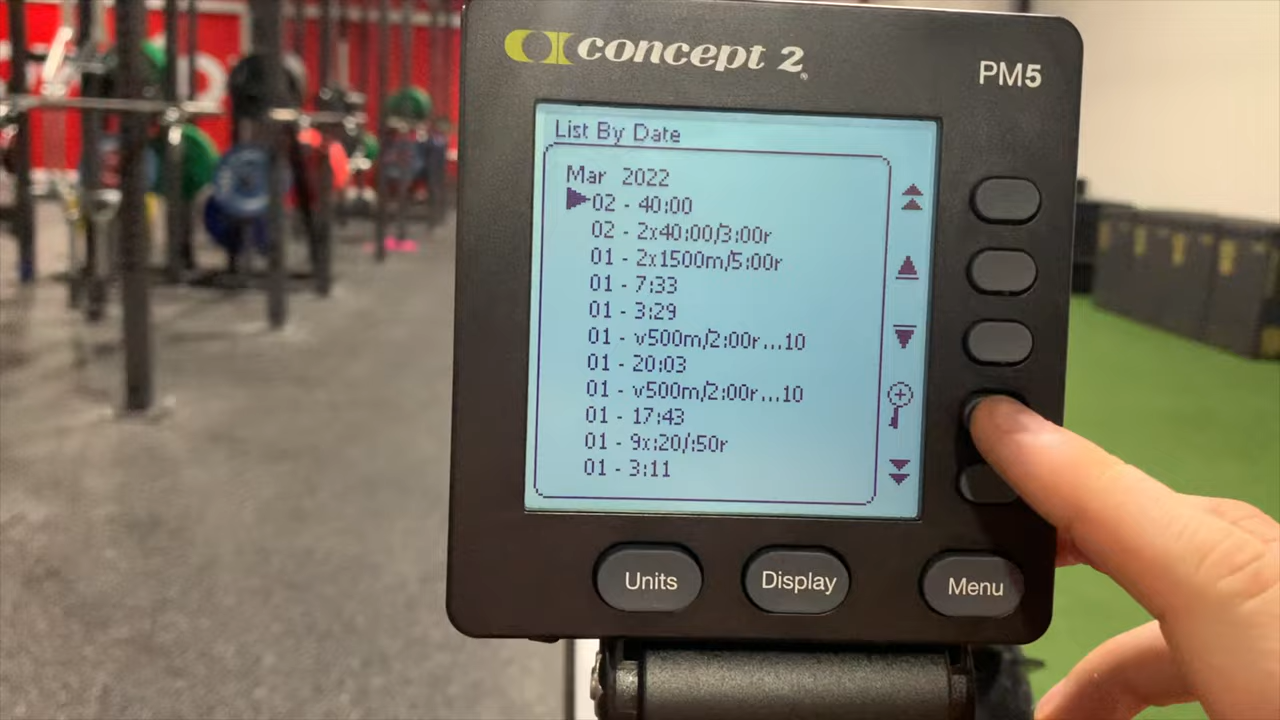 concept 2
PM5
List By Date
Mar 2022
02 - 40:00
02 - 2x40:00/3:00r
01 - 2x1500m/5:00r
01 - 7:33
01 - 3:29
01 - v500m/2:00r...10
01 - 20:03
01 - v500m/2:00r...10
01 - 17:43
01 - 9x:20/:50r
01 - 3:11
Units
Display
Menu